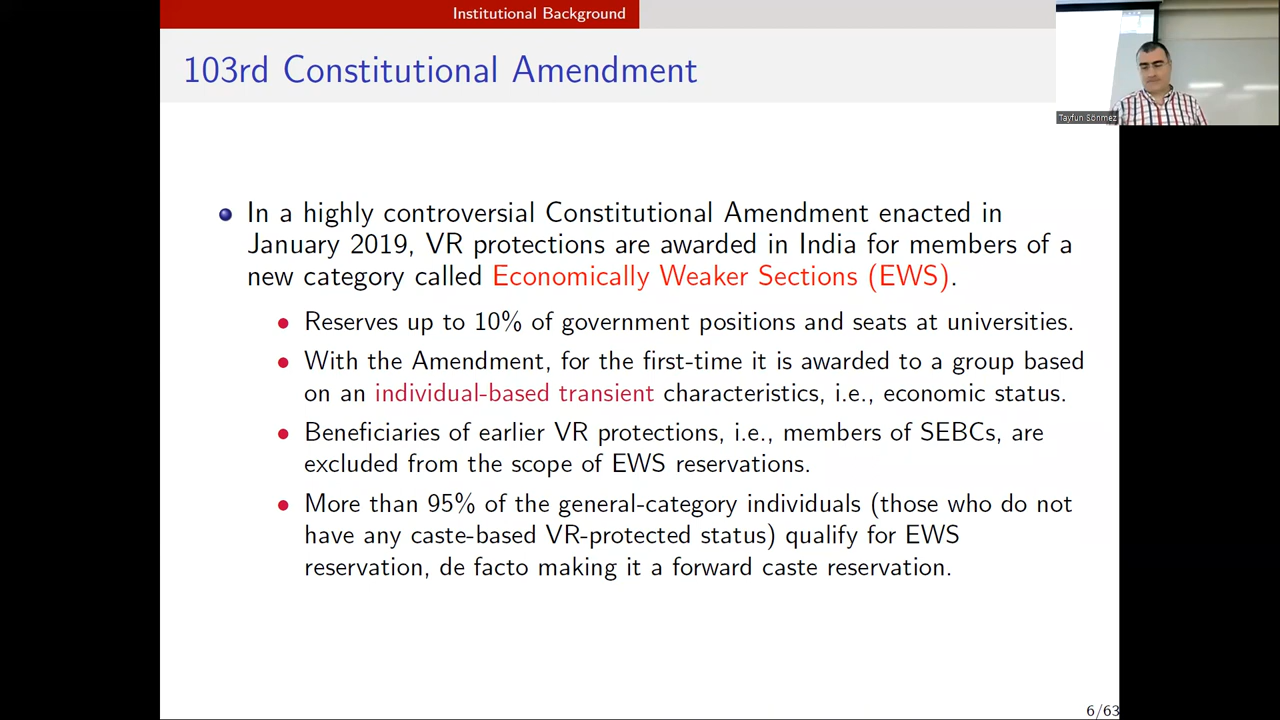 Institutional Background
103rd Constitutional Amendment
In a highly controversial Constitutional Amendment enacted in
January 2019, VR protections are awarded in India for members of a
new category called Economically Weaker Sections (EWS).
Reserves up to 10% of government positions and seats at universities.
With the Amendment, for the first-time it is awarded to a group based
on an individual-based transient characteristics, i.e., economic status.
Beneficiaries of earlier VR protections, i.e., members of SEBCs, are
excluded from the scope of EWS reservations.
More than 95% of the general-category individuals (those who do not
have any caste-based VR-protected status) qualify for EWS
reservation, de facto making it a forward caste reservation.
6/63
Tayfun Sönmez